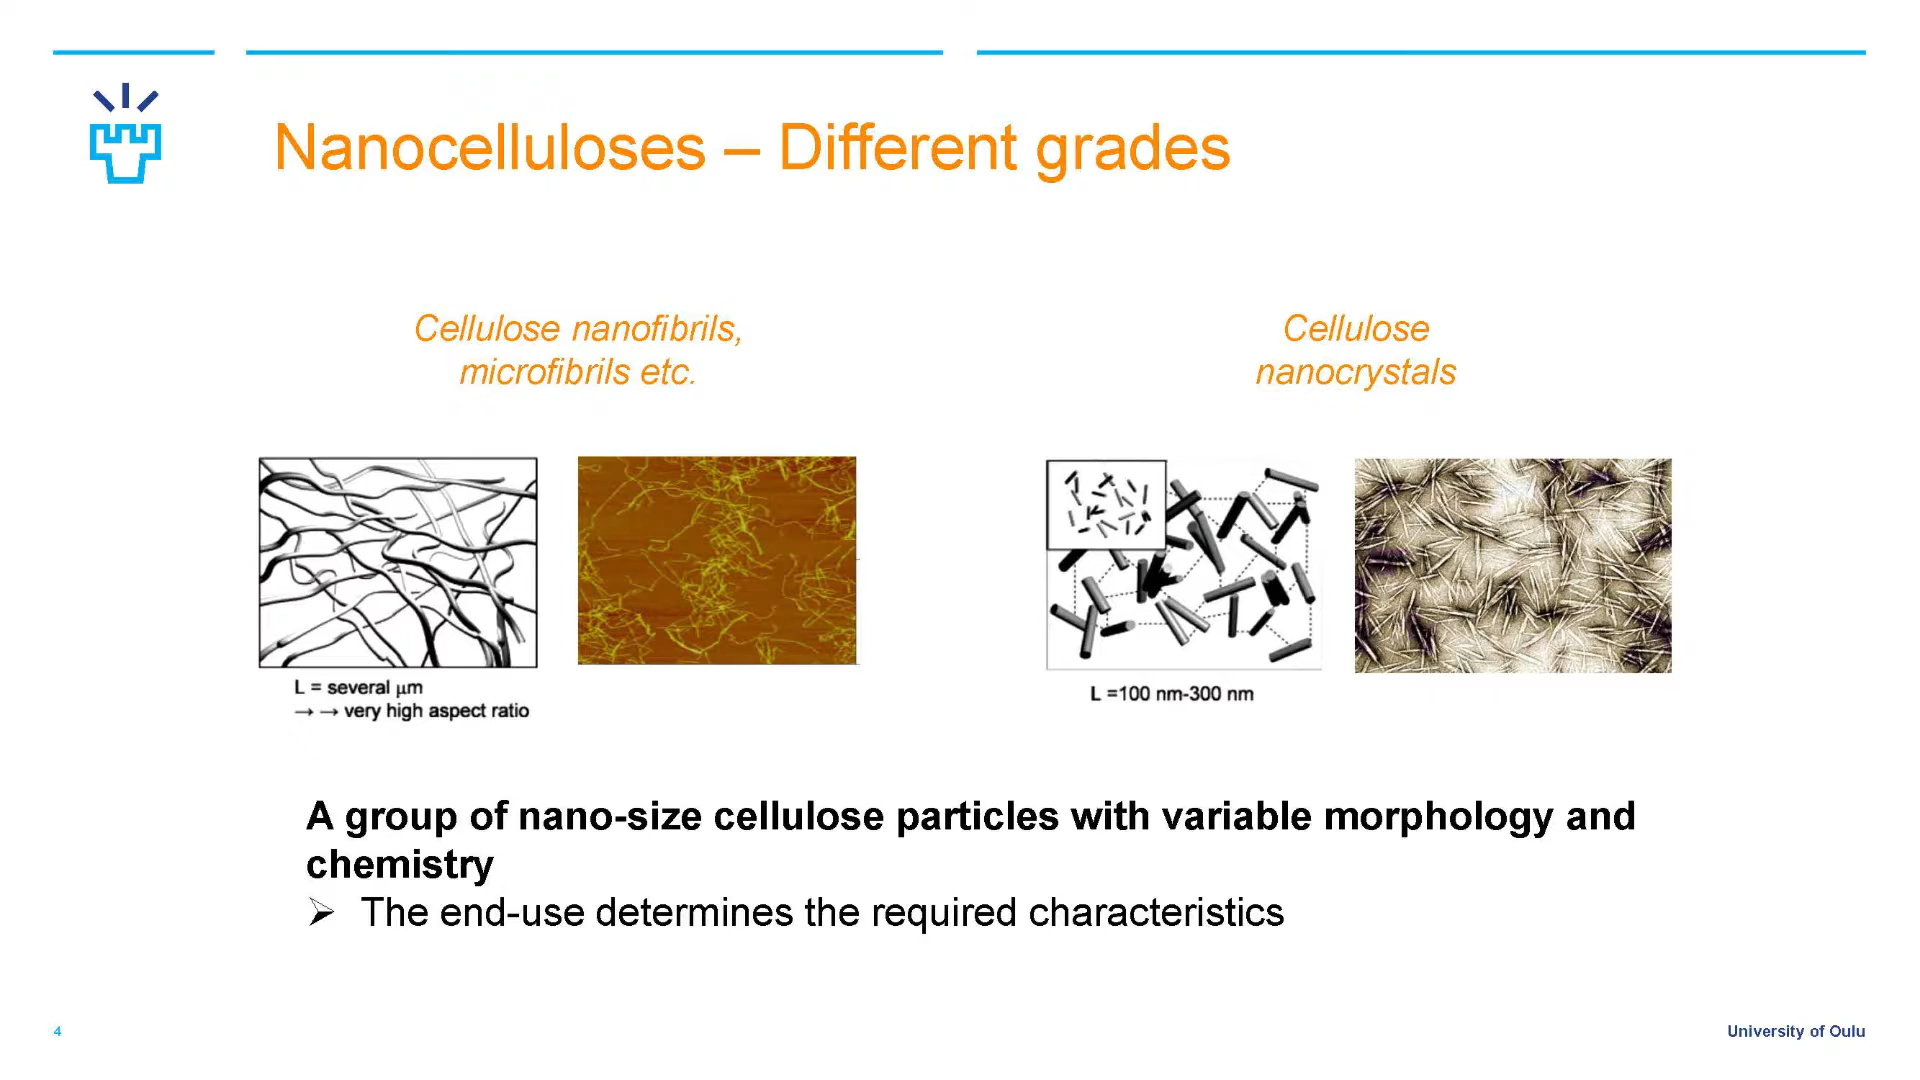 Nanocelluloses – Different grades
Cellulose nanofibrils,
microfibrils etc.
Cellulose
nanocrystals
L = several μm
→ → very high aspect ratio
L =100 nm-300 nm
A group of nano-size cellulose particles with variable morphology and
chemistry
➢ The end-use determines the required characteristics
4
University of Oulu